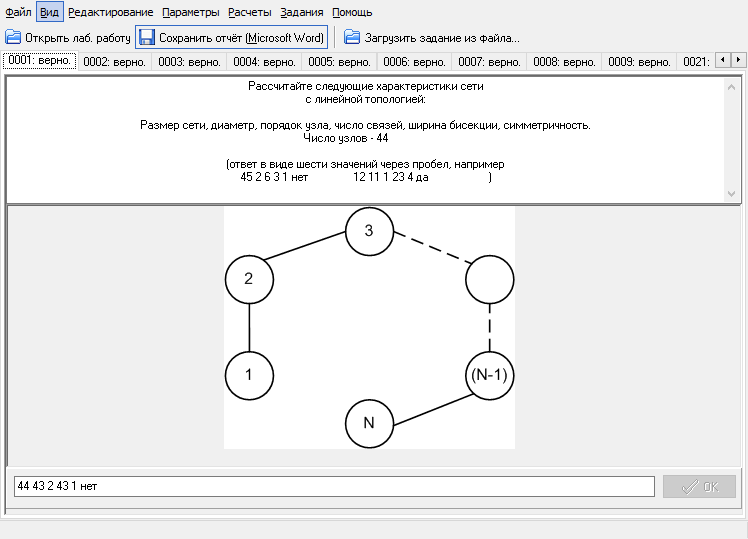 Файл Вид Редактирование Параметры Расчеты Задания Помощь
Открыть лаб. работу Сохранить отчёт (Microsoft Word) Загрузить задание из файла...
0001: верно. 0002: верно. 0003: верно. 0004: верно. 0005: верно. 0006: верно. 0007: верно. 0008: верно. 0009: верно. 0021:
Рассчитайте следующие характеристики сети
с линейной топологией:
Размер сети, диаметр, порядок узла, число связей, ширина бисекции, симметричность.
Число узлов - 44
(ответ в виде шести значений через пробел, например
45 2 6 3 1 нет 12 11 1 23 4 да )
3
2
1
(N-1)
N
44 43 2 43 1 нет
OK